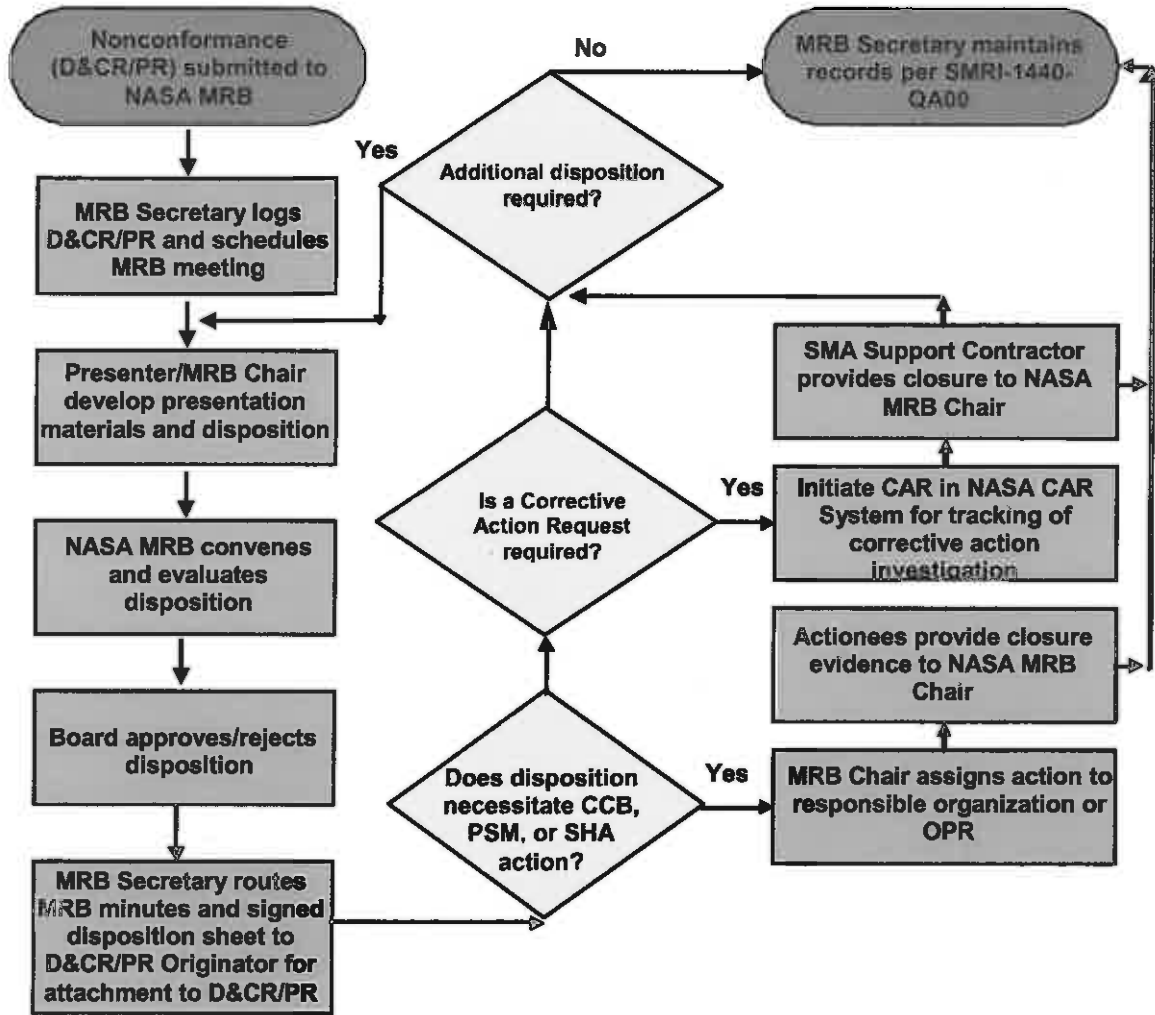 Nonconformance
(D&CR/PR) submitted to
NASA MRB
MRB Secretary logs
D&CR/PR and schedules
MRB meeting
Presenter/MRB Chair
develop presentation
materials and disposition
NASA MRB convenes
and evaluates
disposition
Board approves/rejects
disposition
MRB Secretary routes
MRB minutes and signed
disposition sheet to
D&CR/PR Originator for
attachment to D&CR/PR
Does disposition
necessitate CCB,
PSM, or SHA
action?
Yes
MRB Chair assigns action to
responsible organization or
OPR
Actionees provide closure
evidence to NASA MRB
Chair
Is a Corrective
Action Request
required?
Yes
Initiate CAR in NASA CAR
System for tracking of
corrective action
investigation
SMA Support Contractor
provides closure to NASA
MRB Chair
Additional disposition
required?
Yes
No
MRB Secretary maintains
records per SMRI-1440-
QA00